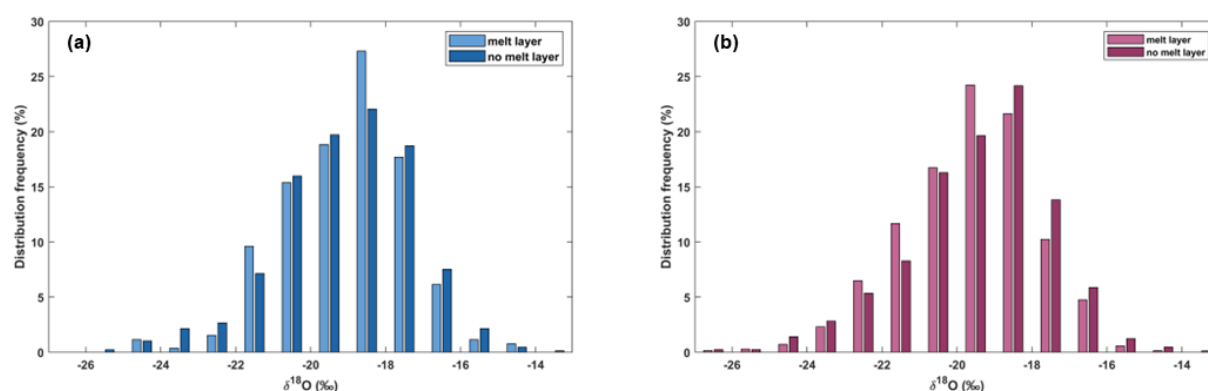 (a)
melt layer
no melt layer
Distribution frequency (%)
30
25
20
15
10
5
0
-26 -24 -22 -20 -18 -16 -14
δ¹⁸O (‰)
(b)
melt layer
no melt layer
Distribution frequency (%)
30
25
20
15
10
5
0
-26 -24 -22 -20 -18 -16 -14
δ¹⁸O (‰)